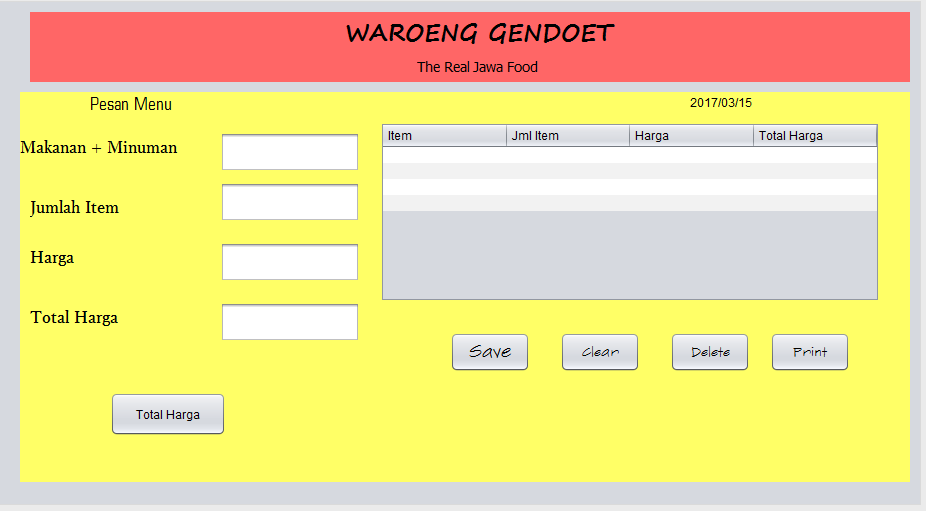 WAROENG GENDOET
The Real Jawa Food
Pesan Menu
2017/03/15
Item Jml Item Harga Total Harga
Makanan + Minuman
Jumlah Item
Harga
Total Harga
Save Clear Delete Print
Total Harga